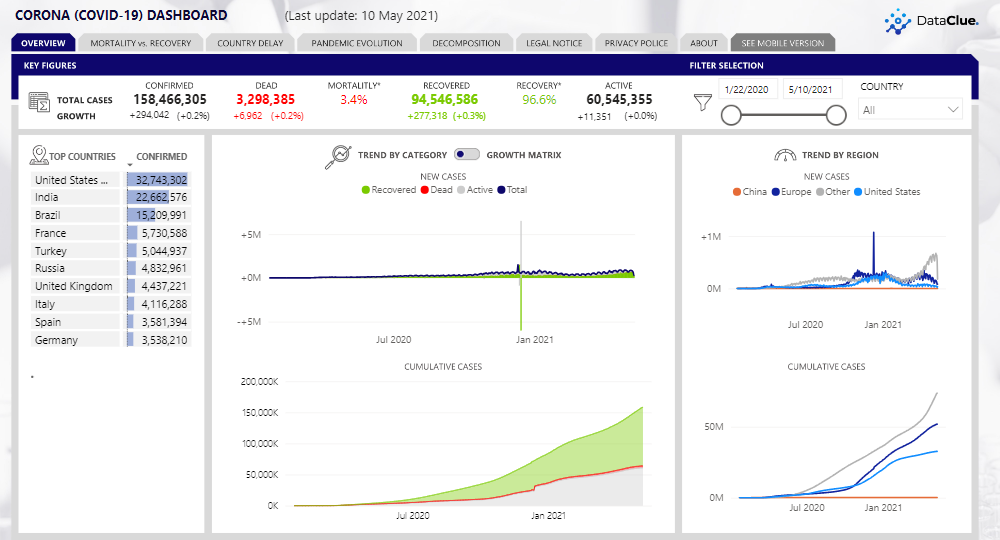 CORONA (COVID-19) DASHBOARD (Last update: 10 May 2021) DataClue.
OVERVIEW MORTALITY vs. RECOVERY COUNTRY DELAY PANDEMIC EVOLUTION DECOMPOSITION LEGAL NOTICE PRIVACY POLICE ABOUT SEE MOBILE VERSION
KEY FIGURES FILTER SELECTION
CONFIRMED DEAD MORTALILTY* RECOVERED RECOVERY* ACTIVE 1/22/2020 5/10/2021 COUNTRY
TOTAL CASES 158,466,305 3,298,385 3.4% 94,546,586 96.6% 60,545,355 All
GROWTH +294,042 (+0.2%) +6,962 (+0.2%) +277,318 (+0.3%) +11,351 (+0.0%)
TOP COUNTRIES CONFIRMED
United States ... 32,743,302
India 22,662,576
Brazil 15,209,991
France 5,730,588
Turkey 5,044,937
Russia 4,832,961
United Kingdom 4,437,221
Italy 4,116,288
Spain 3,581,394
Germany 3,538,210
TREND BY CATEGORY GROWTH MATRIX
NEW CASES
Recovered Dead Active Total
+5M
+0M
-+5M
Jul 2020 Jan 2021
CUMULATIVE CASES
200,000K
150,000K
100,000K
50,000K
0K
Jul 2020 Jan 2021
TREND BY REGION
NEW CASES
China Europe Other United States
+1M
0M
Jul 2020 Jan 2021
CUMULATIVE CASES
50M
0M
Jul 2020 Jan 2021